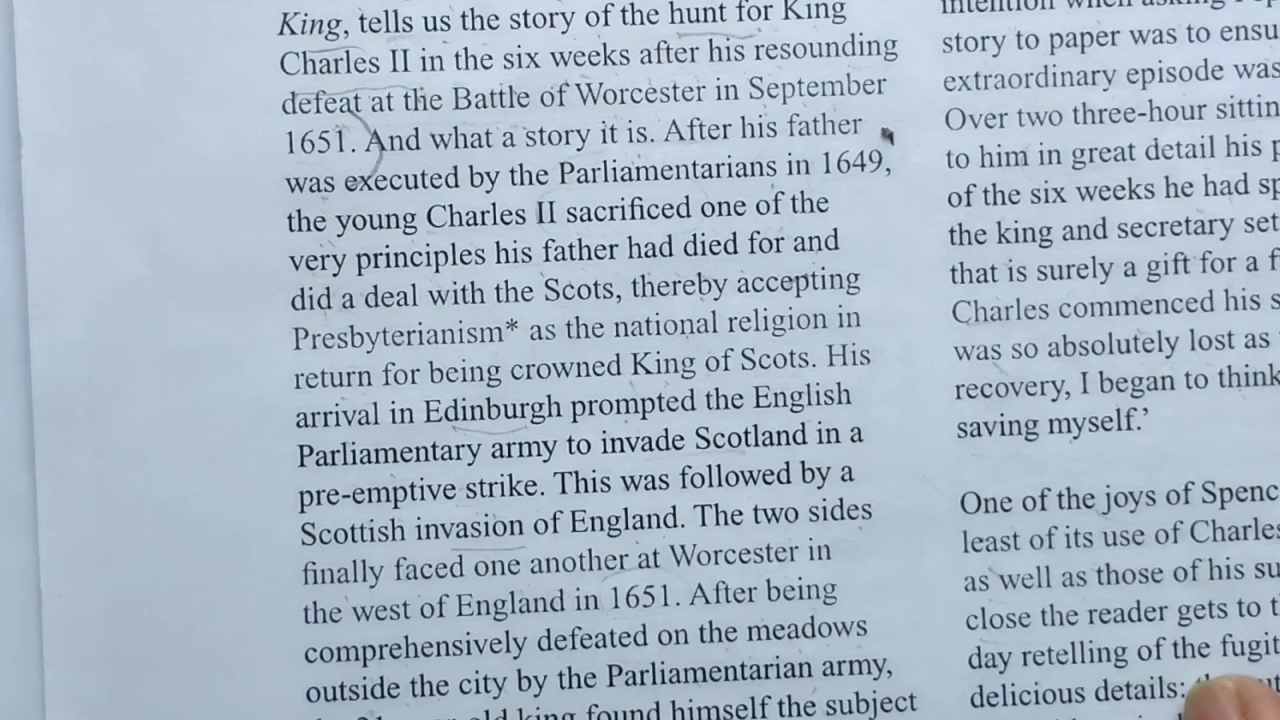 King, tells us the story of the hunt for King
Charles II in the six weeks after his resounding
defeat at the Battle of Worcester in September
1651. And what a story it is. After his father
was executed by the Parliamentarians in 1649,
the young Charles II sacrificed one of the
very principles his father had died for and
did a deal with the Scots, thereby accepting
Presbyterianism* as the national religion in
return for being crowned King of Scots. His
arrival in Edinburgh prompted the English
Parliamentary army to invade Scotland in a
pre-emptive strike. This was followed by a
Scottish invasion of England. The two sides
finally faced one another at Worcester in
the west of England in 1651. After being
comprehensively defeated on the meadows
outside the city by the Parliamentarian army,
king found himself the subject
intention when asking
story to paper was to
extraordinary episode was
Over two three-hour
to him in great detail his
of the six weeks he had
the king and secretary set
that is surely a gift for a
Charles commenced his
was so absolutely lost as
recovery, I began to think
saving myself.'
One of the joys of
least of its use of
as well as those of his
close the reader gets to
day retelling of the
delicious details: